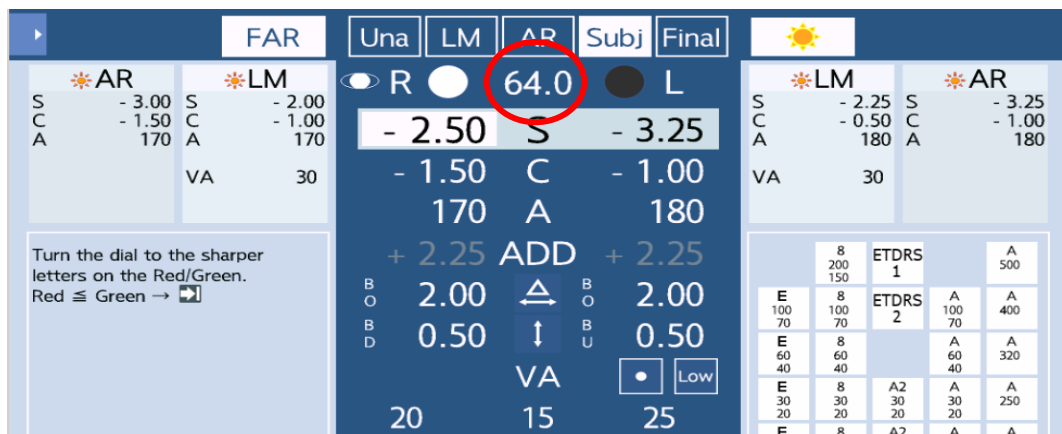 FAR Una LM AR Subj Final
AR
S - 3.00
C - 1.50
A 170
LM
S - 2.00
C - 1.00
A 170
VA 30
R 64.0 L
- 2.50 S - 3.25
- 1.50 C - 1.00
170 A 180
+ 2.25 ADD + 2.25
BO 2.00 BO 2.00
BD 0.50 BU 0.50
VA Low
20 15 25
LM
S - 2.25
C - 0.50
A 180
VA 30
AR
S - 3.25
C - 1.00
A 180
Turn the dial to the sharper
letters on the Red/Green.
Red ≦ Green →
8 200 150 ETDRS 1 A 500
E 100 70 8 100 70 ETDRS 2 A 100 70 A 400
E 60 40 8 60 40 A 60 40 A 320
E 30 20 8 30 20 A2 30 20 A 30 20 A 250
E 8 A2 A A